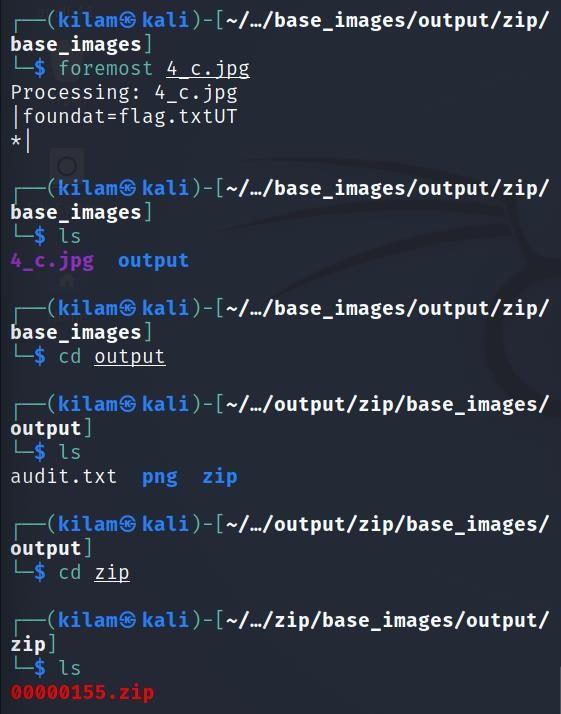 ┌──(kilam㉿kali)-[~/…/base_images/output/zip/
base_images]
└─$ foremost 4_c.jpg
Processing: 4_c.jpg
|foundat=flag.txtUT
*|
┌──(kilam㉿kali)-[~/…/base_images/output/zip/
base_images]
└─$ ls
4_c.jpg  output
┌──(kilam㉿kali)-[~/…/base_images/output/zip/
base_images]
└─$ cd output
┌──(kilam㉿kali)-[~/…/output/zip/base_images/
output]
└─$ ls
audit.txt  png  zip
┌──(kilam㉿kali)-[~/…/output/zip/base_images/
output]
└─$ cd zip
┌──(kilam㉿kali)-[~/…/zip/base_images/output/
zip]
└─$ ls
00000155.zip